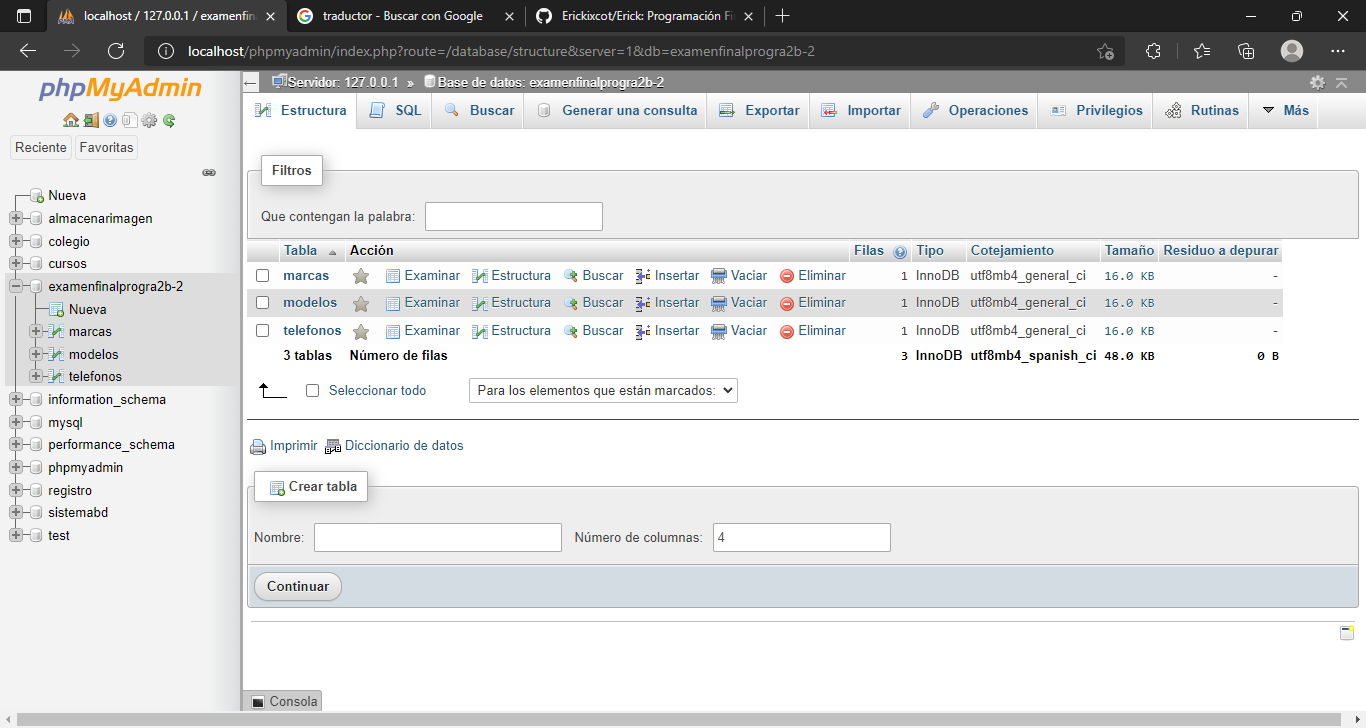 localhost / 127.0.0.1 / examenfin
traductor - Buscar con Google
Erickixcot/Erick: Programación Fi
localhost/phpmyadmin/index.php?route=/database/structure&server=1&db=examenfinalprogra2b-2
phpMyAdmin
Reciente Favoritas
Nueva
almacenarimagen
colegio
cursos
examenfinalprogra2b-2
Nueva
marcas
modelos
telefonos
information_schema
mysql
performance_schema
phpmyadmin
registro
sistemabd
test
Servidor: 127.0.0.1 » Base de datos: examenfinalprogra2b-2
Estructura SQL Buscar Generar una consulta Exportar Importar Operaciones Privilegios Rutinas Más
Filtros
Que contengan la palabra:
Tabla Acción Filas Tipo Cotejamiento Tamaño Residuo a depurar
marcas Examinar Estructura Buscar Insertar Vaciar Eliminar 1 InnoDB utf8mb4_general_ci 16.0 KB -
modelos Examinar Estructura Buscar Insertar Vaciar Eliminar 1 InnoDB utf8mb4_general_ci 16.0 KB -
telefonos Examinar Estructura Buscar Insertar Vaciar Eliminar 1 InnoDB utf8mb4_general_ci 16.0 KB -
3 tablas Número de filas 3 InnoDB utf8mb4_spanish_ci 48.0 KB 0 B
Seleccionar todo Para los elementos que están marcados:
Imprimir Diccionario de datos
Crear tabla
Nombre: Número de columnas: 4
Continuar
Consola